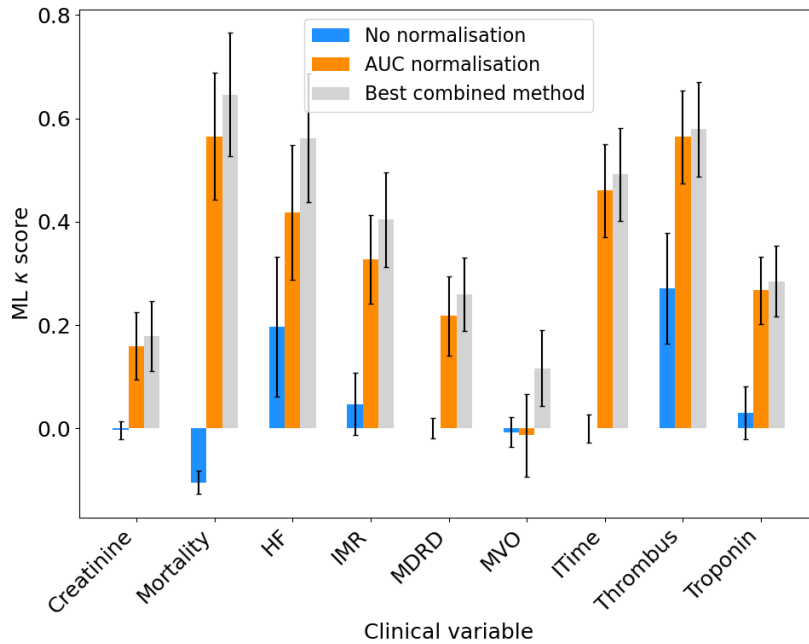 No normalisation
AUC normalisation
Best combined method
0.8
0.6
0.4
0.2
0.0
ML κ score
Creatinine
Mortality
HF
IMR
MDRD
MVO
ITime
Thrombus
Troponin
Clinical variable